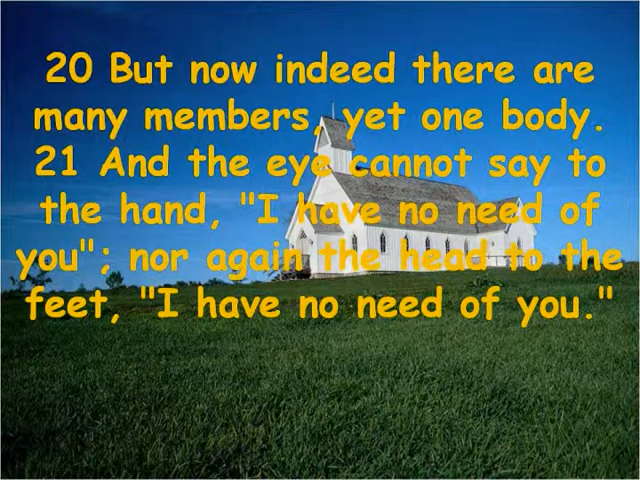 20 But now indeed there are
many members, yet one body.
21 And the eye cannot say to
the hand, "I have no need of
you"; nor again the head to the
feet, "I have no need of you."